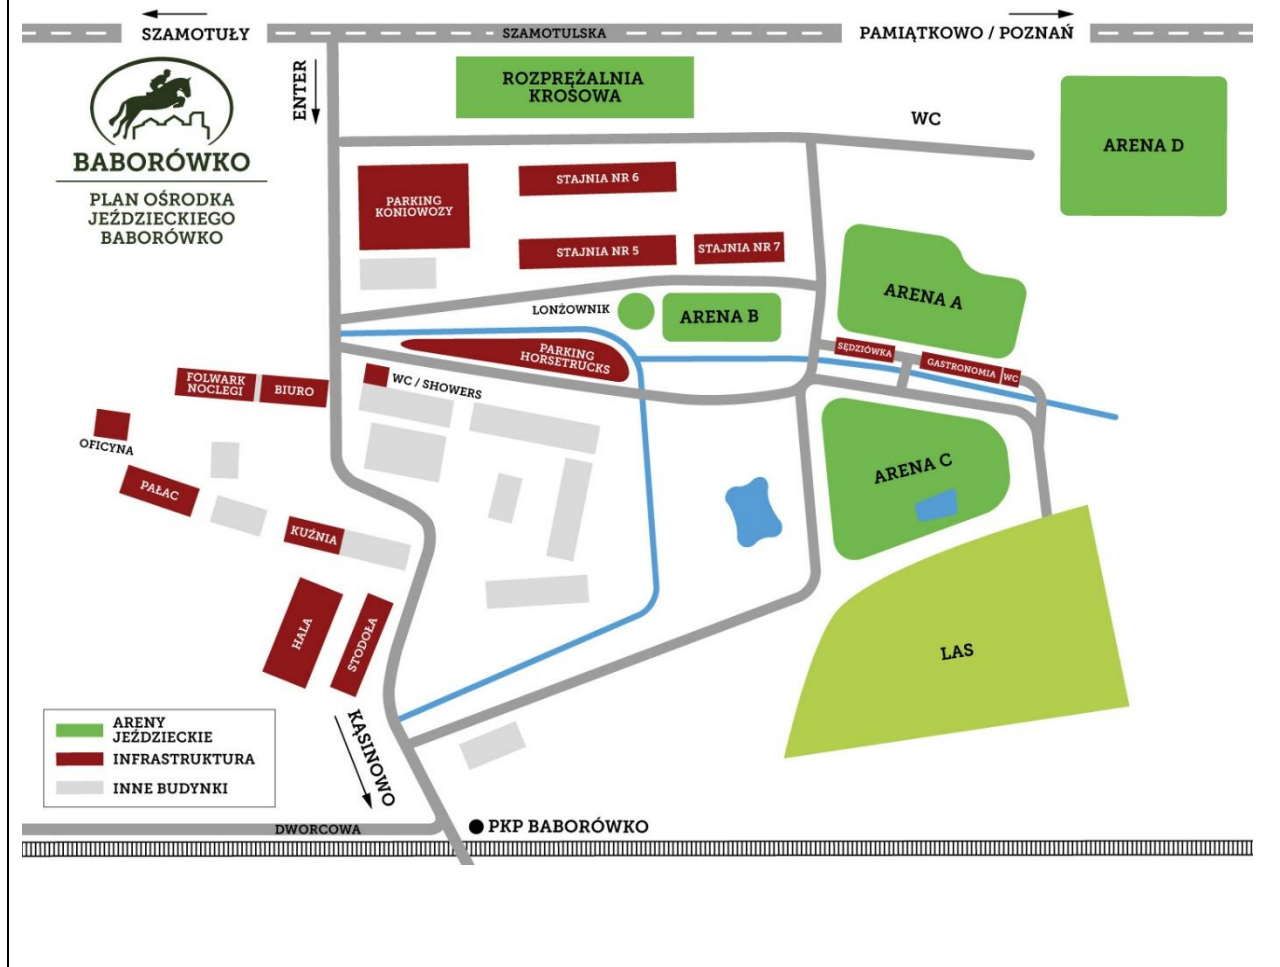 SZAMOTUŁY
SZAMOTULSKA
PAMIĄTKOWO / POZNAŃ
ENTER
BABORÓWKO
PLAN OŚRODKA
JEŹDZIECKIEGO
BABORÓWKO
ROZPRĘŻALNIA
KROSOWA
WC
ARENA D
PARKING
KONIOWOZY
STAJNIA NR 6
STAJNIA NR 5
STAJNIA NR 7
ARENA A
LONŻOWNIK
ARENA B
PARKING
HORSETRUCKS
SĘDZIÓWKA
GASTRONOMIA
WC
FOLWARK
NOCLEGI
BIURO
WC / SHOWERS
OFICYNA
PAŁAC
ARENA C
KUŹNIA
HALA
STODOŁA
LAS
KĄSINOWO
ARENY
JEŹDZIECKIE
INFRASTRUKTURA
INNE BUDYNKI
DWORCOWA
PKP BABORÓWKO